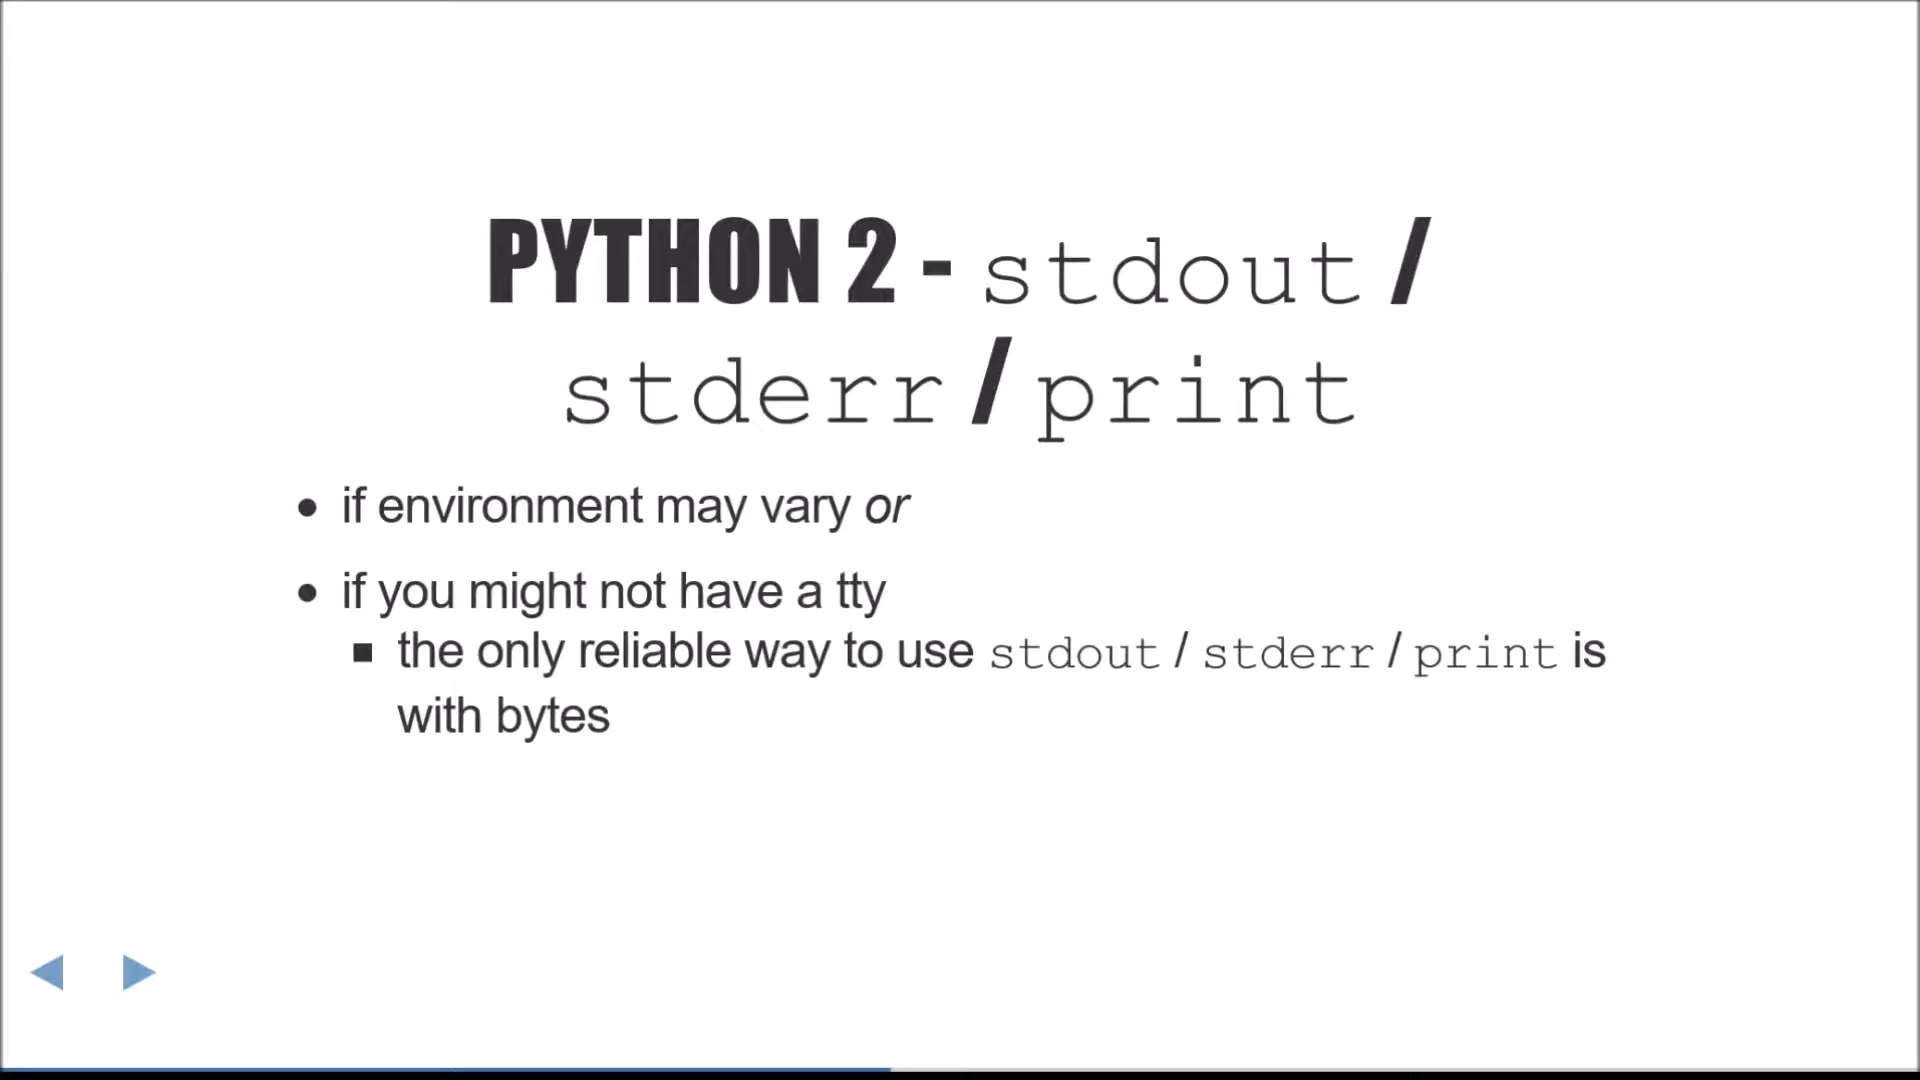 PYTHON 2 - stdout /
stderr / print
• if environment may vary or
• if you might not have a tty
▪ the only reliable way to use stdout / stderr / print is
with bytes